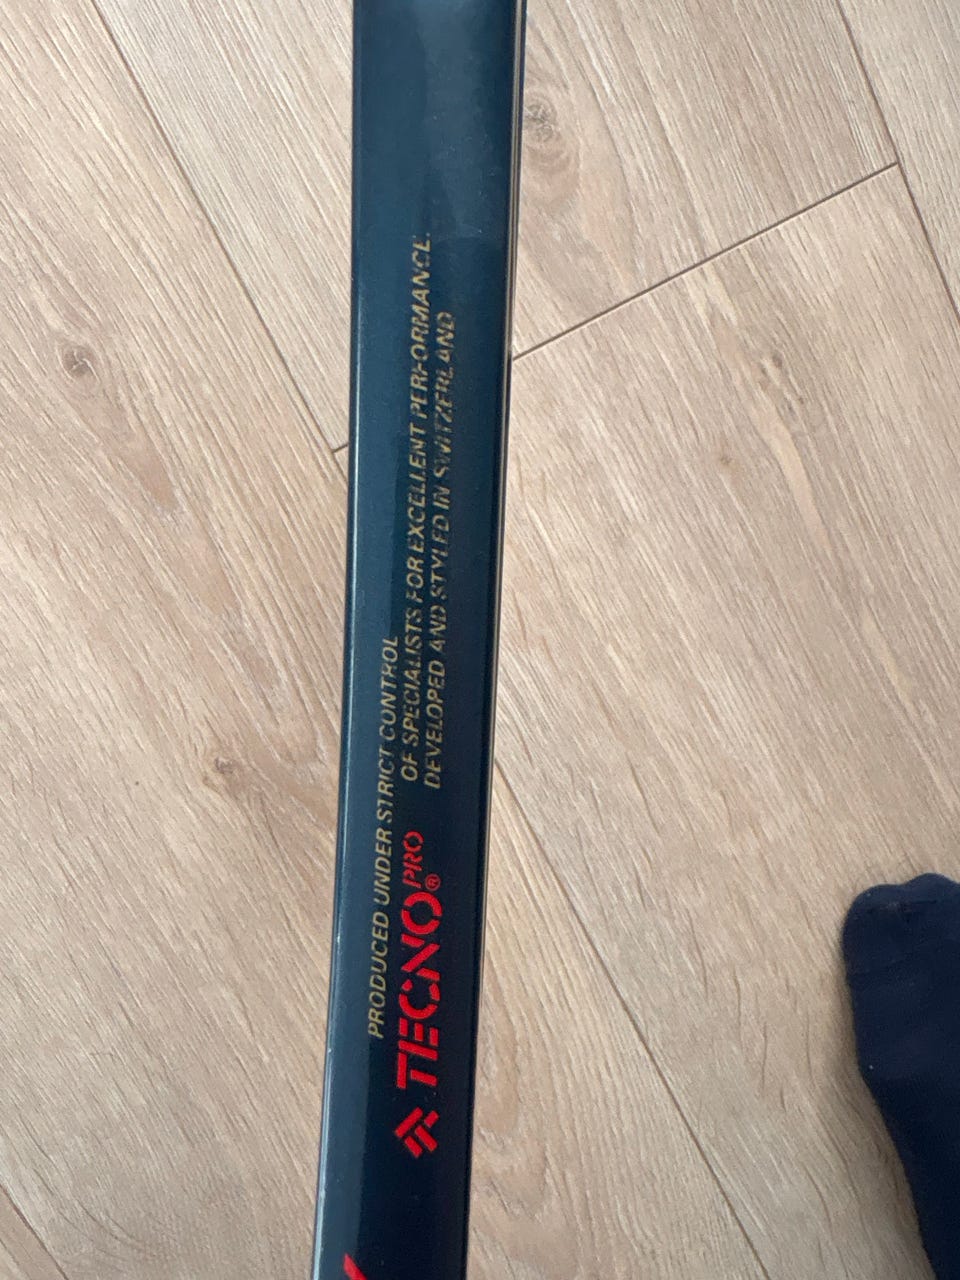 PRODUCED UNDER STRICT CONTROL
OF SPECIALISTS FOR EXCELLENT PERFORMANCE.
DEVELOPED AND STYLED IN SWITZERLAND
TECNO PRO®